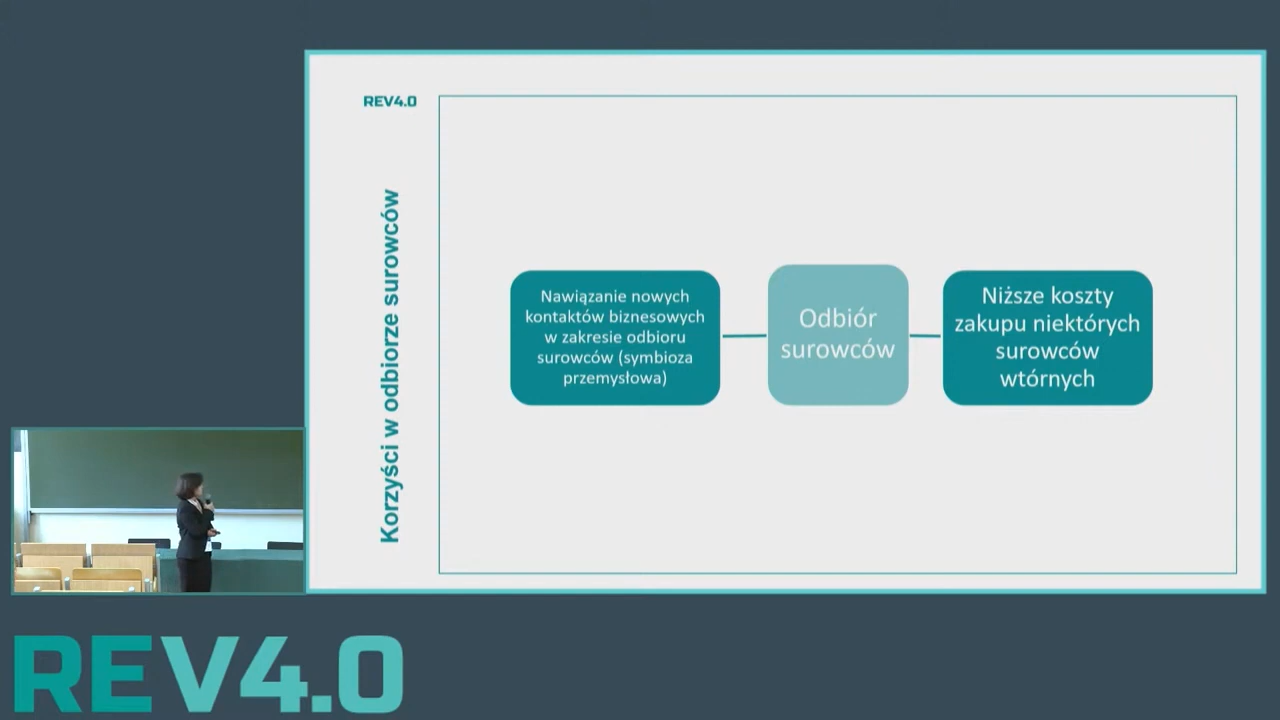 REV4.0
Korzyści w odbiorze surowców
Nawiązanie nowych
kontaktów biznesowych
w zakresie odbioru
surowców (symbioza
przemysłowa)
Odbiór
surowców
Niższe koszty
zakupu niektórych
surowców
wtórnych
REV4.0